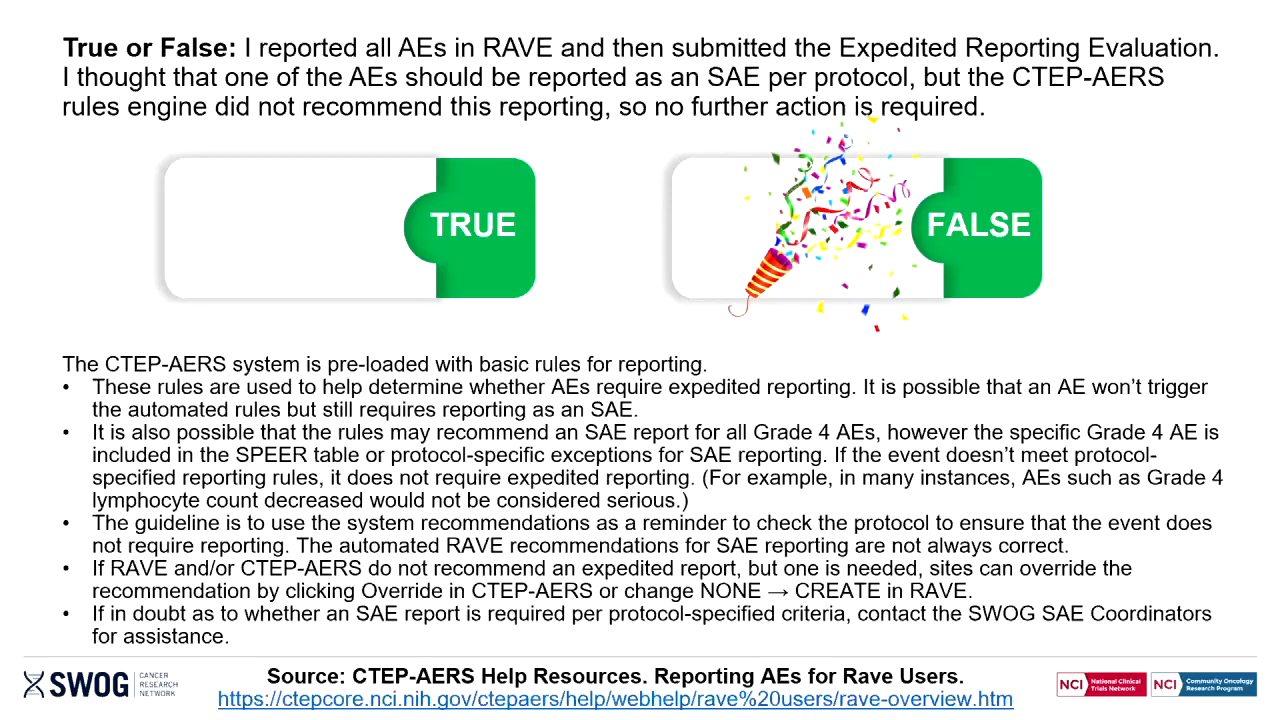 True or False: I reported all AEs in RAVE and then submitted the Expedited Reporting Evaluation.
I thought that one of the AEs should be reported as an SAE per protocol, but the CTEP-AERS
rules engine did not recommend this reporting, so no further action is required.
TRUE
FALSE
The CTEP-AERS system is pre-loaded with basic rules for reporting.
• These rules are used to help determine whether AEs require expedited reporting. It is possible that an AE won’t trigger
the automated rules but still requires reporting as an SAE.
• It is also possible that the rules may recommend an SAE report for all Grade 4 AEs, however the specific Grade 4 AE is
included in the SPEER table or protocol-specific exceptions for SAE reporting. If the event doesn’t meet protocol-
specified reporting rules, it does not require expedited reporting. (For example, in many instances, AEs such as Grade 4
lymphocyte count decreased would not be considered serious.)
• The guideline is to use the system recommendations as a reminder to check the protocol to ensure that the event does
not require reporting. The automated RAVE recommendations for SAE reporting are not always correct.
• If RAVE and/or CTEP-AERS do not recommend an expedited report, but one is needed, sites can override the
recommendation by clicking Override in CTEP-AERS or change NONE → CREATE in RAVE.
• If in doubt as to whether an SAE report is required per protocol-specified criteria, contact the SWOG SAE Coordinators
for assistance.
SWOG
CANCER
RESEARCH
NETWORK
Source: CTEP-AERS Help Resources. Reporting AEs for Rave Users.
https://ctepcore.nci.nih.gov/ctepaers/help/webhelp/rave%20users/rave-overview.htm
NCI
National Clinical
Trials Network
NCI
Community Oncology
Research Program